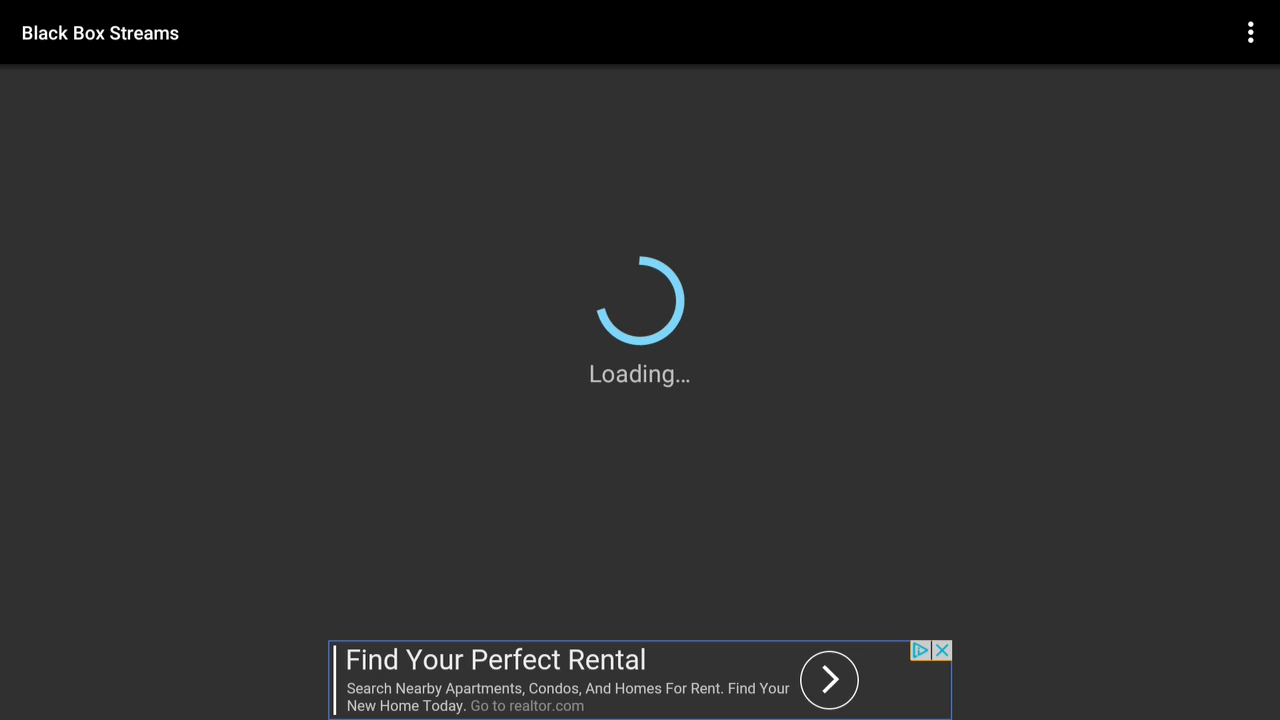 Black Box Streams
Loading...
Find Your Perfect Rental
Search Nearby Apartments, Condos, And Homes For Rent. Find Your
New Home Today. Go to realtor.com